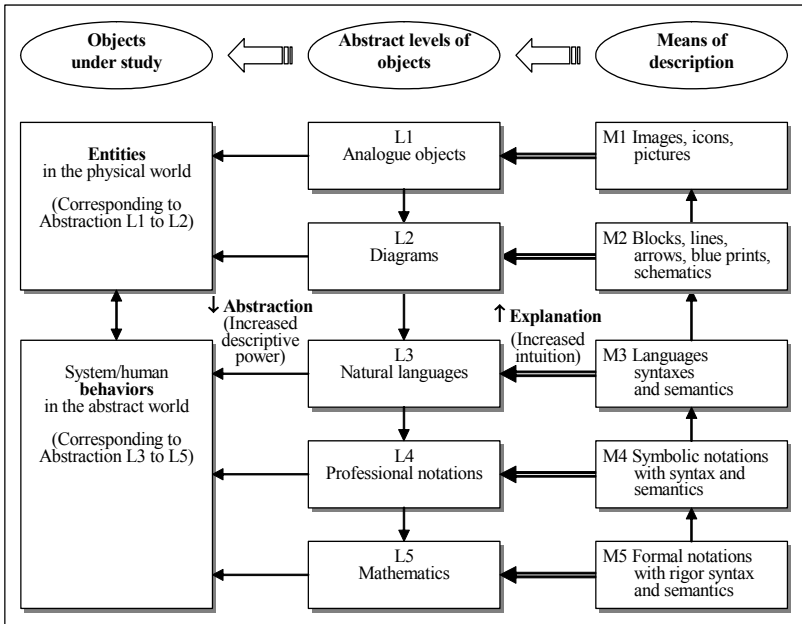 Objects
under study
Abstract levels of
objects
Means of
description
Entities
in the physical world
(Corresponding to
Abstraction L1 to L2)
L1
Analogue objects
M1 Images, icons,
pictures
L2
Diagrams
M2 Blocks, lines,
arrows, blue prints,
schematics
↓ Abstraction
(Increased
descriptive
power)
↑ Explanation
(Increased
intuition)
System/human
behaviors
in the abstract world
(Corresponding to
Abstraction L3 to L5)
L3
Natural languages
M3 Languages
syntaxes
and semantics
L4
Professional notations
M4 Symbolic notations
with syntax and
semantics
L5
Mathematics
M5 Formal notations
with rigor syntax
and semantics